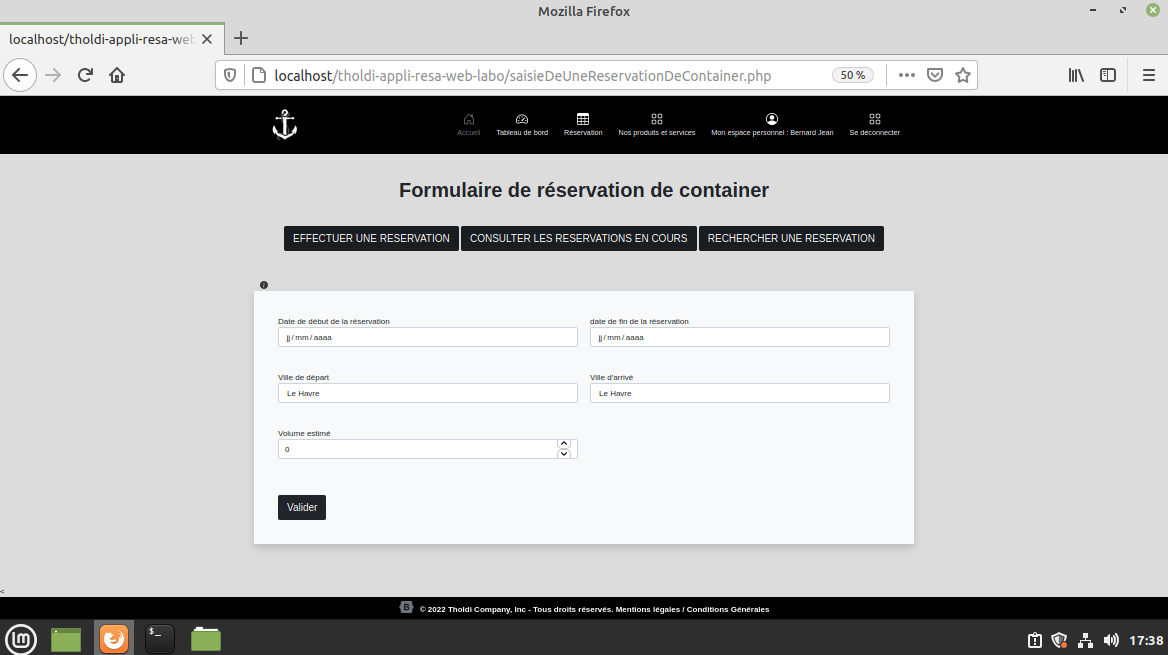 Mozilla Firefox
localhost/tholdi-appli-resa-web
localhost/tholdi-appli-resa-web-labo/saisieDeUneReservationDeContainer.php 50 %
Accueil Tableau de bord Réservation Nos produits et services Mon espace personnel : Bernard Jean Se déconnecter
Formulaire de réservation de container
EFFECTUER UNE RESERVATION CONSULTER LES RESERVATIONS EN COURS RECHERCHER UNE RESERVATION
Date de début de la réservation date de fin de la réservation
jj / mm / aaaa jj / mm / aaaa
Ville de départ Ville d'arrivé
Le Havre Le Havre
Volume estimé
0
Valider
<
B © 2022 Tholdi Company, Inc - Tous droits réservés. Mentions légales / Conditions Générales
lm $_ 17:38